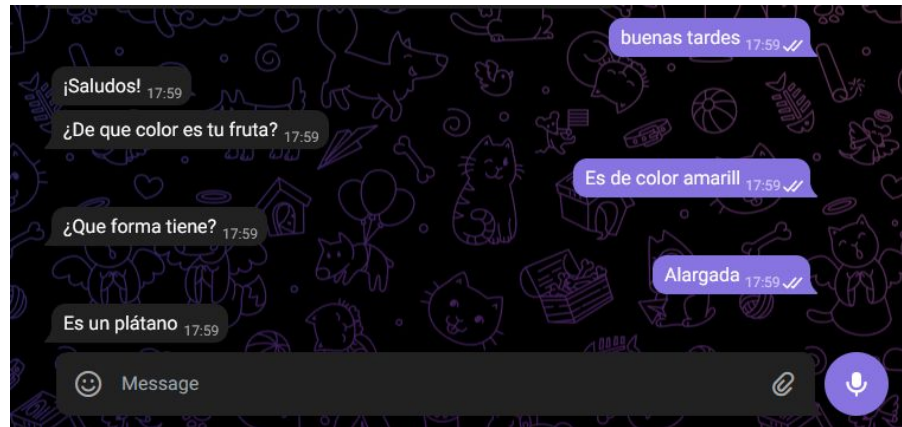 buenas tardes 17:59
¡Saludos! 17:59
¿De que color es tu fruta? 17:59
Es de color amarill 17:59
¿Que forma tiene? 17:59
Alargada 17:59
Es un plátano 17:59
Message